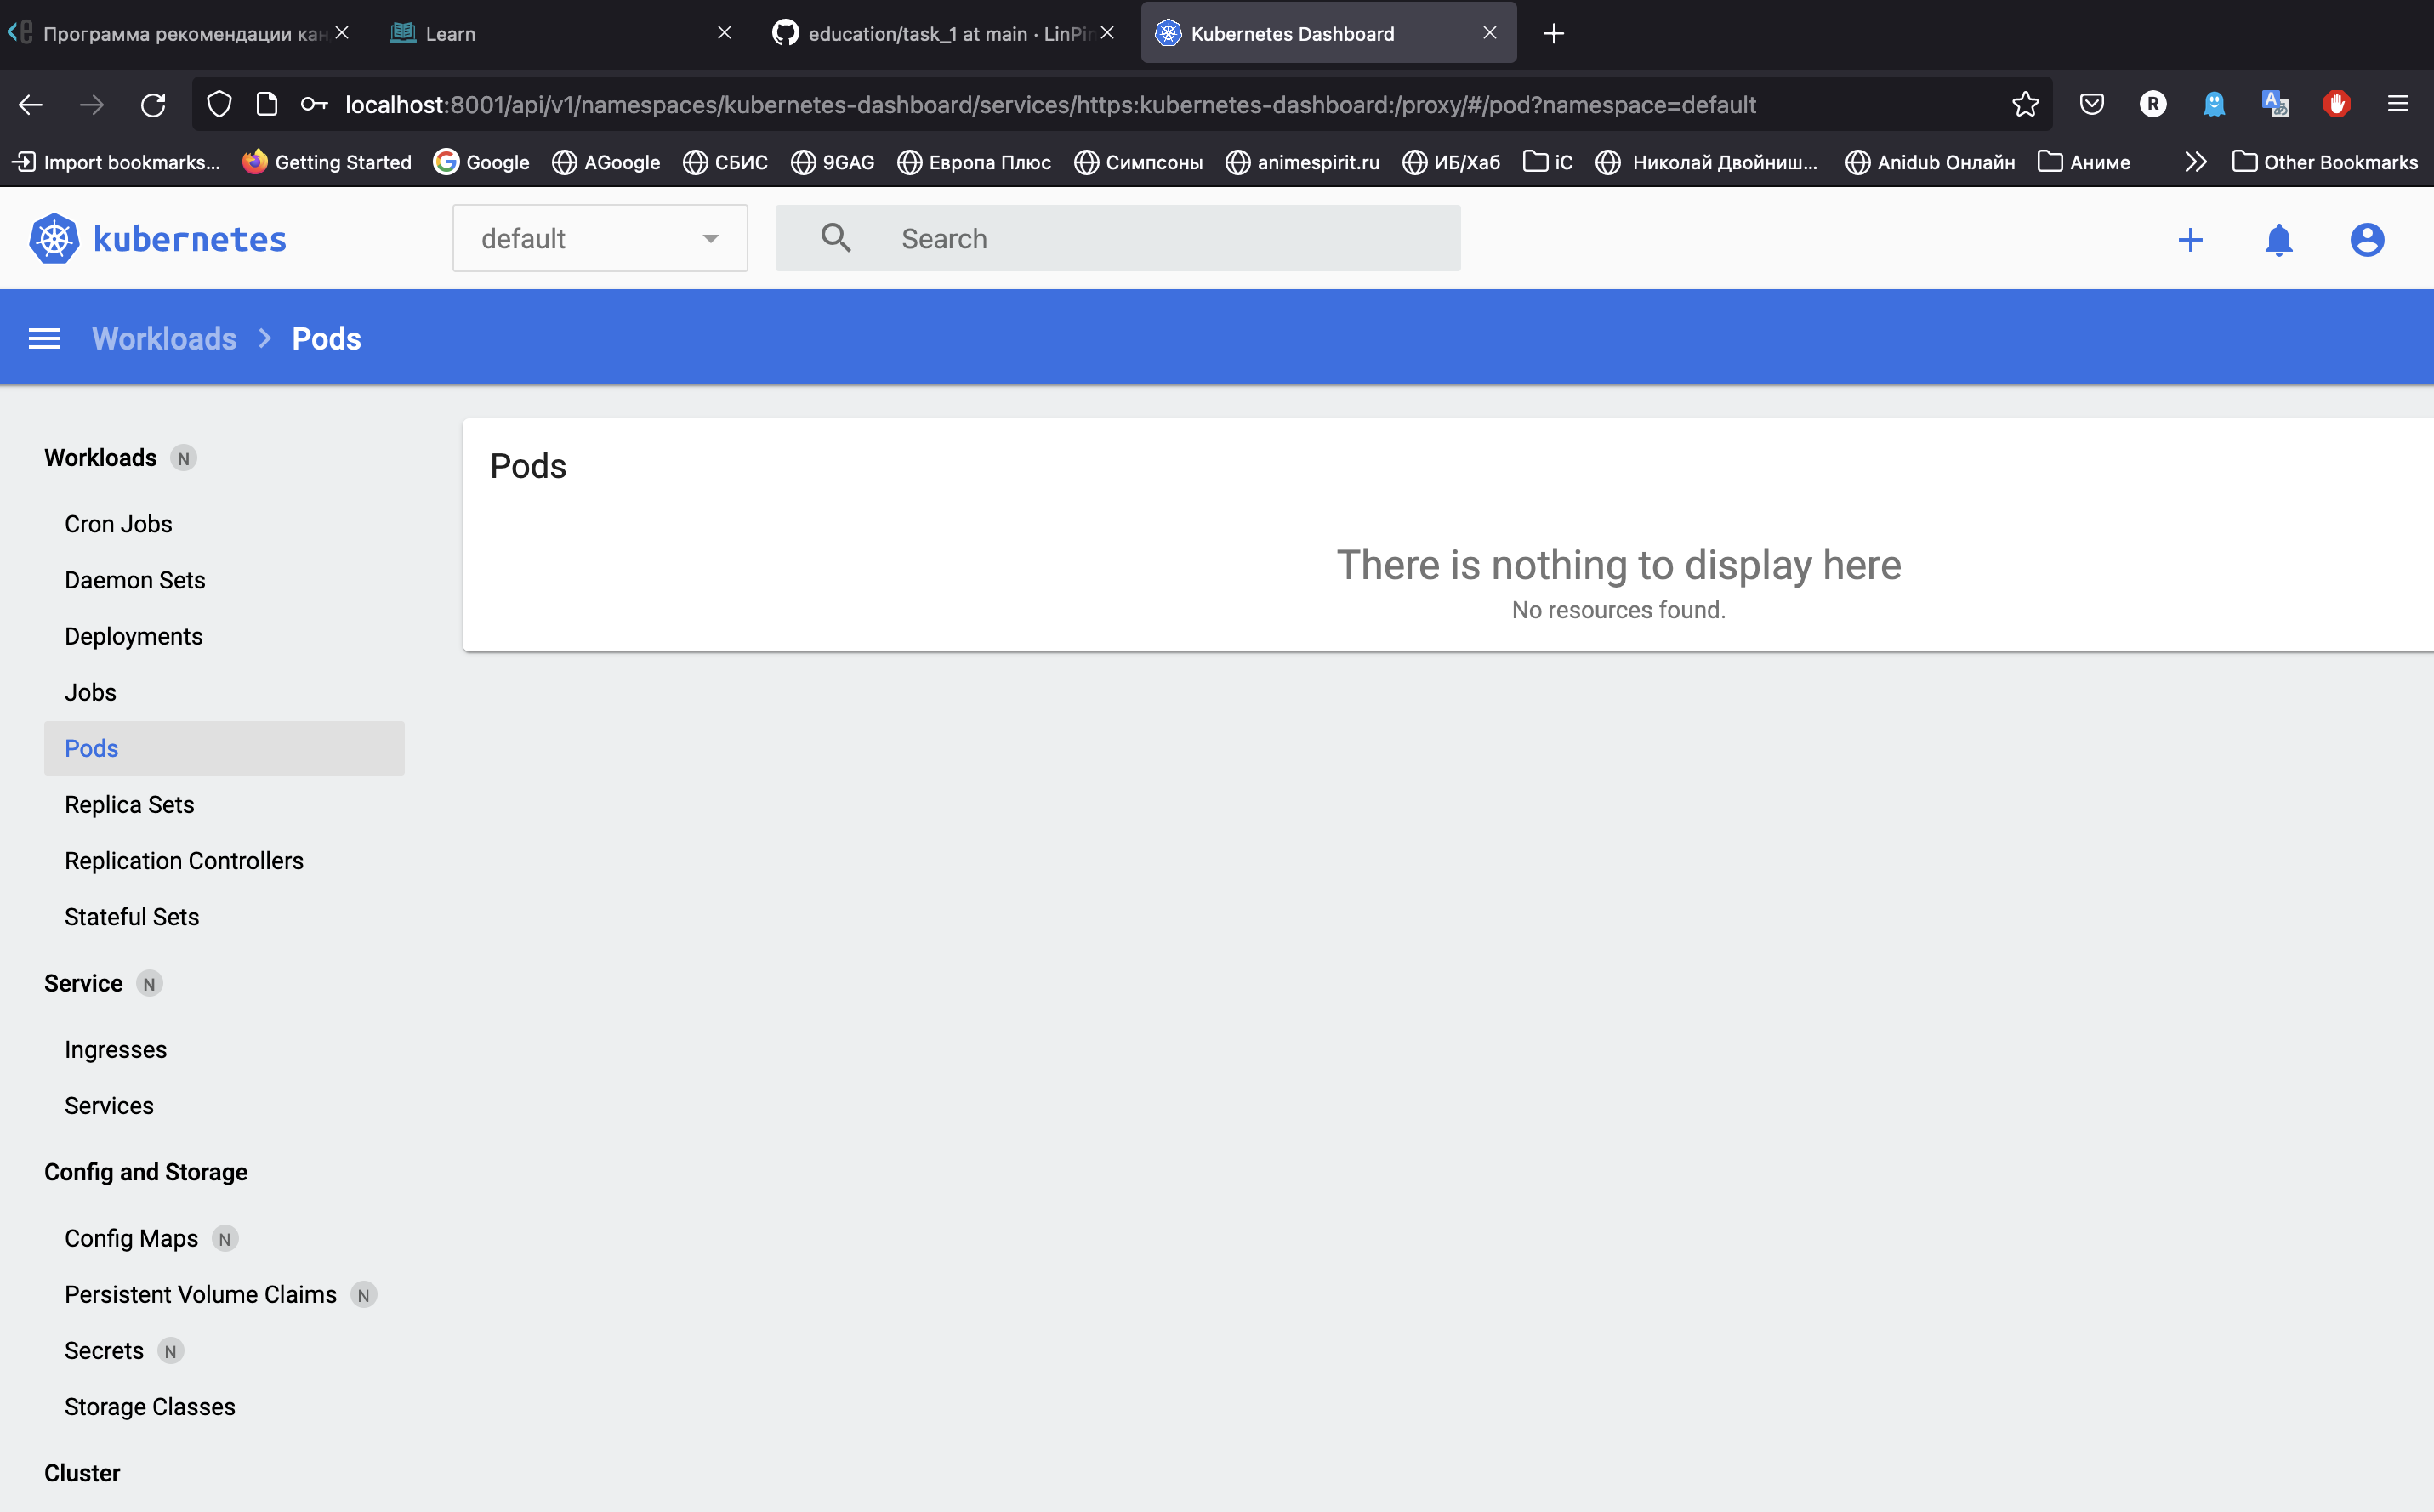 Программа рекомендации кан
Learn
education/task_1 at main · LinPin
Kubernetes Dashboard
localhost:8001/api/v1/namespaces/kubernetes-dashboard/services/https:kubernetes-dashboard:/proxy/#/pod?namespace=default
Import bookmarks... Getting Started Google AGoogle СБИС 9GAG Европа Плюс Симпсоны animespirit.ru ИБ/Хаб iC Николай Двойниш... Anidub Онлайн Аниме Other Bookmarks
kubernetes
default
Search
Workloads > Pods
Workloads N
Cron Jobs
Daemon Sets
Deployments
Jobs
Pods
Replica Sets
Replication Controllers
Stateful Sets
Service N
Ingresses
Services
Config and Storage
Config Maps N
Persistent Volume Claims N
Secrets N
Storage Classes
Cluster
Pods
There is nothing to display here
No resources found.